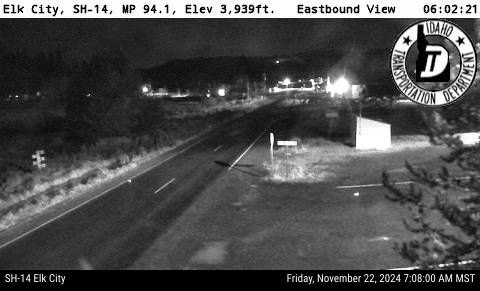 Elk City, SH-14, MP 94.1, Elev 3,939ft. Eastbound View 06:02:21
IDAHO
TRANSPORTATION DEPARTMENT
SH-14 Elk City Friday, November 22, 2024 7:08:00 AM MST